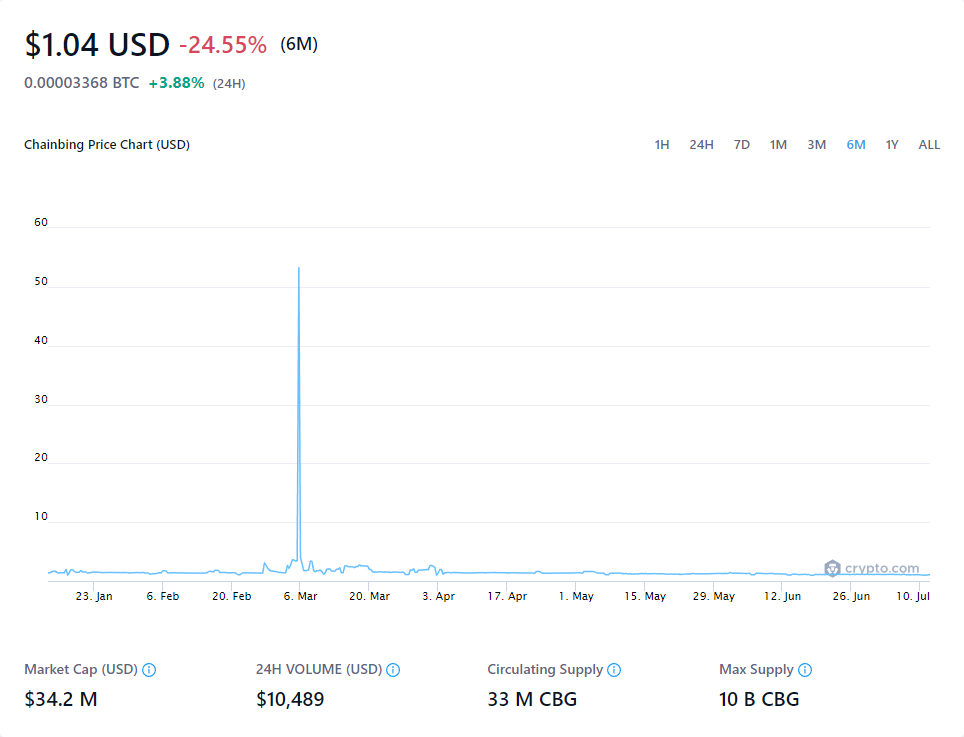 $1.04 USD -24.55% (6M)
0.00003368 BTC +3.88% (24H)
Chainbing Price Chart (USD) 1H 24H 7D 1M 3M 6M 1Y ALL
60
50
40
30
20
10
crypto.com
23. Jan 6. Feb 20. Feb 6. Mar 20. Mar 3. Apr 17. Apr 1. May 15. May 29. May 12. Jun 26. Jun 10. Jul
Market Cap (USD) 24H VOLUME (USD) Circulating Supply Max Supply
$34.2 M $10,489 33 M CBG 10 B CBG